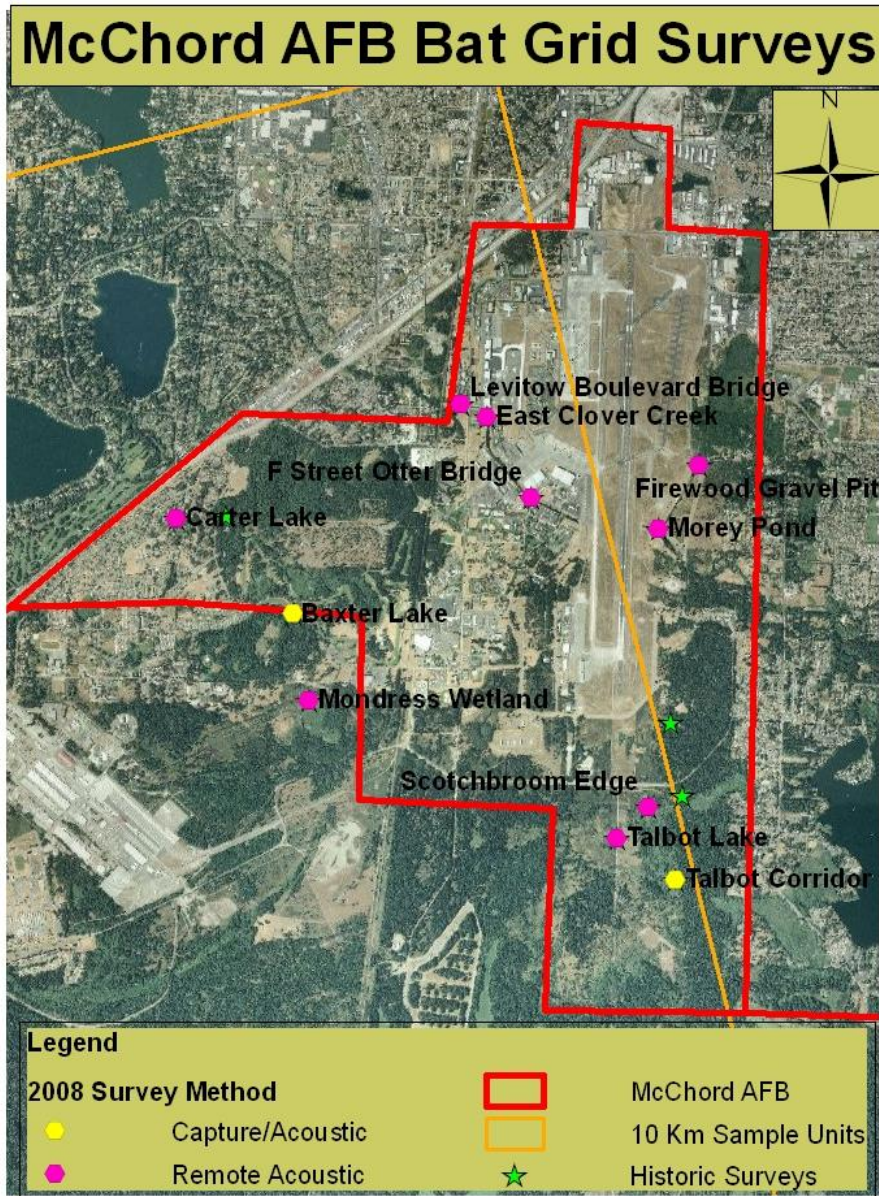 McChord AFB Bat Grid Surveys
N
Levitow Boulevard Bridge
East Clover Creek
F Street Otter Bridge
Firewood Gravel Pit
Carter Lake
Morey Pond
Baxter Lake
Mondress Wetland
Scotchbroom Edge
Talbot Lake
Talbot Corridor
Legend
2008 Survey Method
McChord AFB
Capture/Acoustic
10 Km Sample Units
Remote Acoustic
Historic Surveys